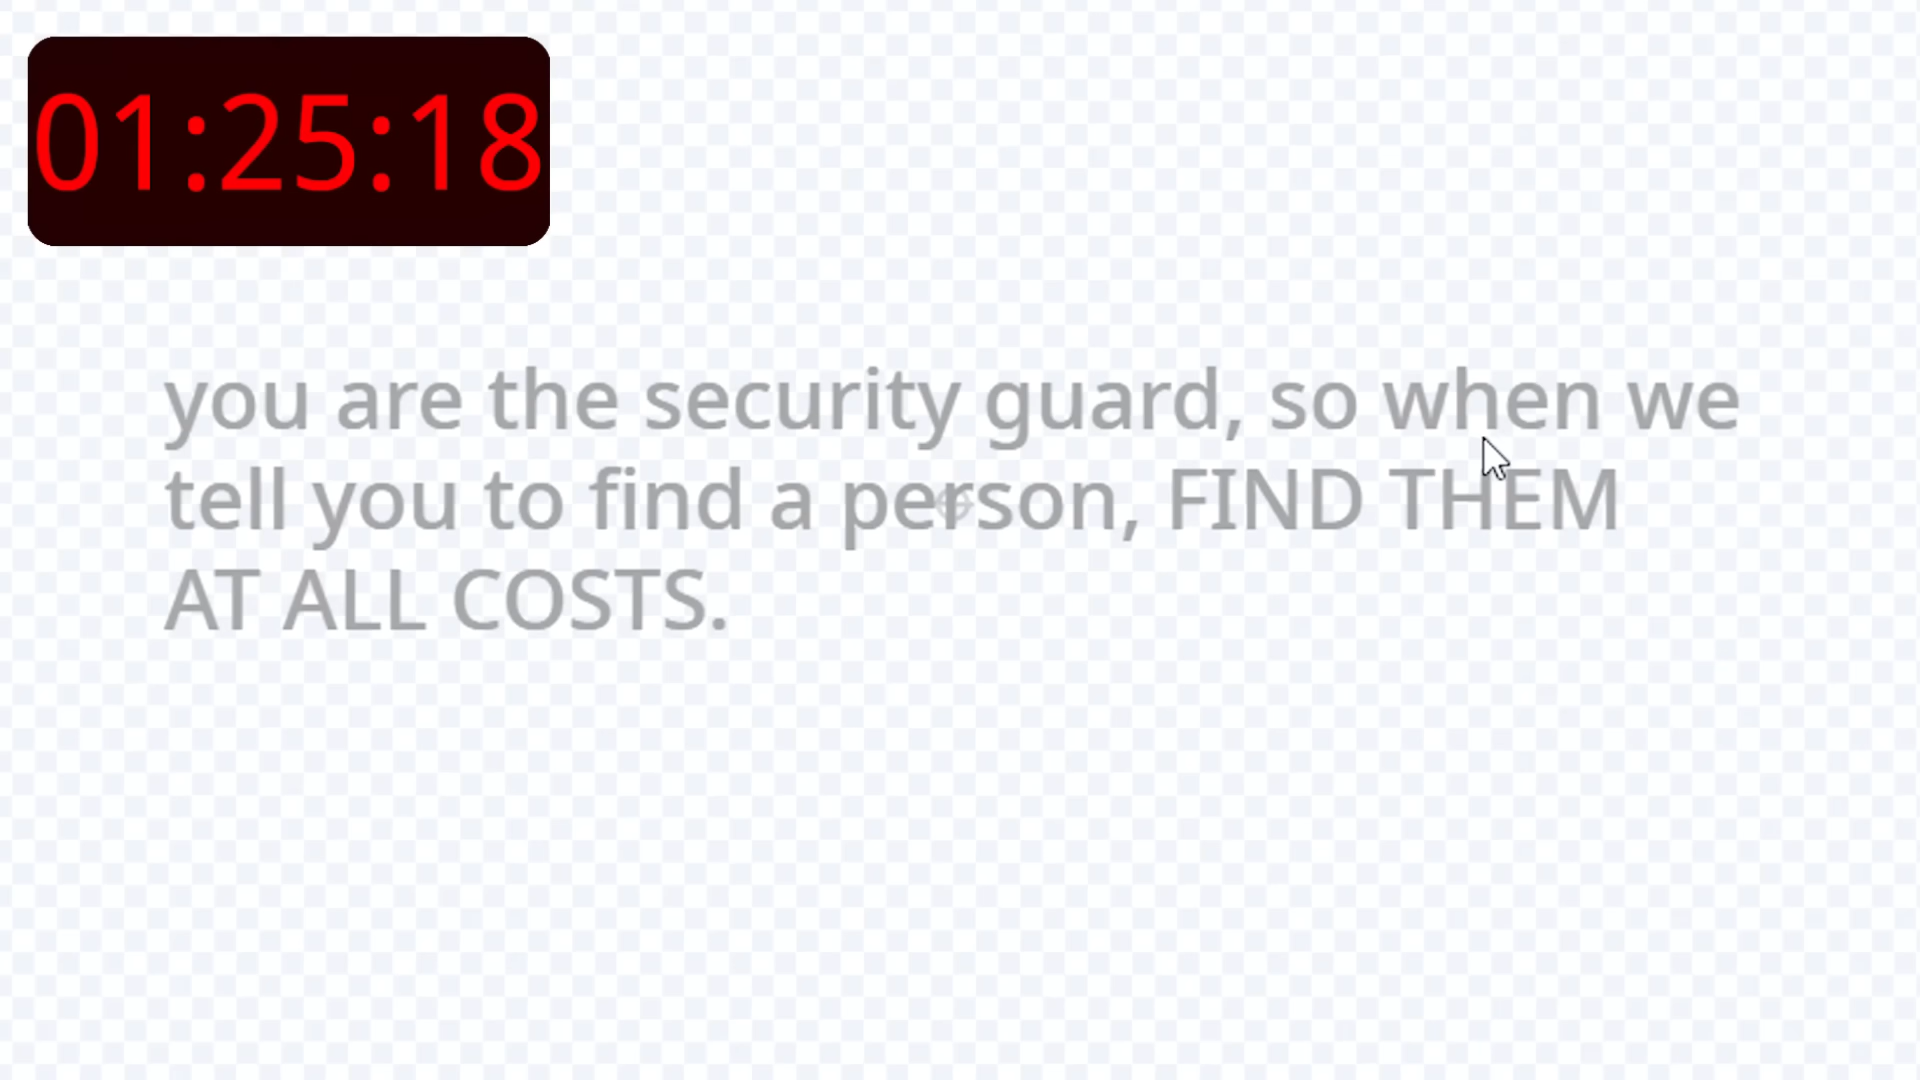 01:25:18
you are the security guard, so when we
tell you to find a person, FIND THEM
AT ALL COSTS.